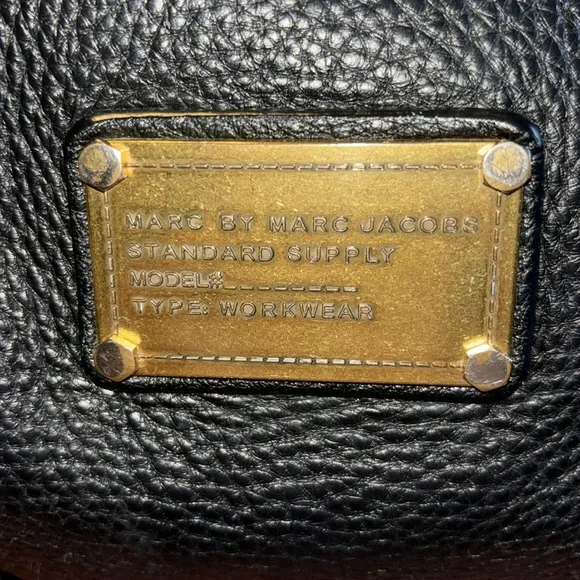 MARC BY MARC JACOBS
STANDARD SUPPLY
MODEL#_ _ _ _ _ _ _ _
TYPE: WORKWEAR